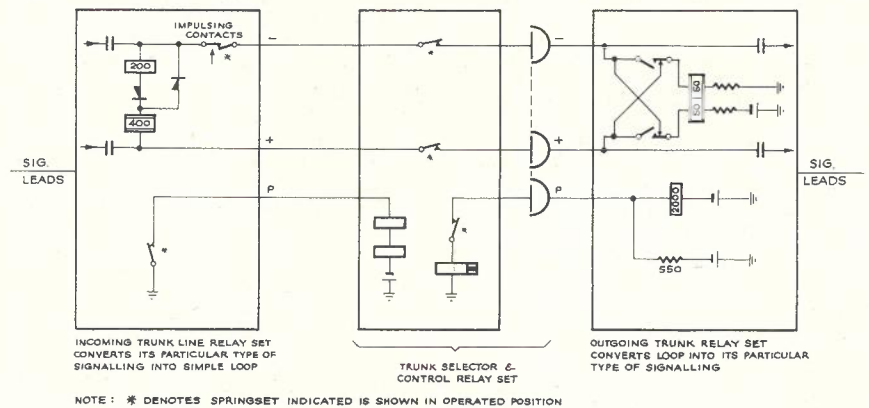 IMPULSING
CONTACTS
*
−
−
200
400
50 50
+
+
*
*
SIG.
LEADS
SIG.
LEADS
P
P
*
*
2000
550
INCOMING TRUNK LINE RELAY SET
CONVERTS ITS PARTICULAR TYPE OF
SIGNALLING INTO SIMPLE LOOP
TRUNK SELECTOR &
CONTROL RELAY SET
OUTGOING TRUNK RELAY SET
CONVERTS LOOP INTO ITS PARTICULAR
TYPE OF SIGNALLING
NOTE : * DENOTES SPRINGSET INDICATED IS SHOWN IN OPERATED POSITION